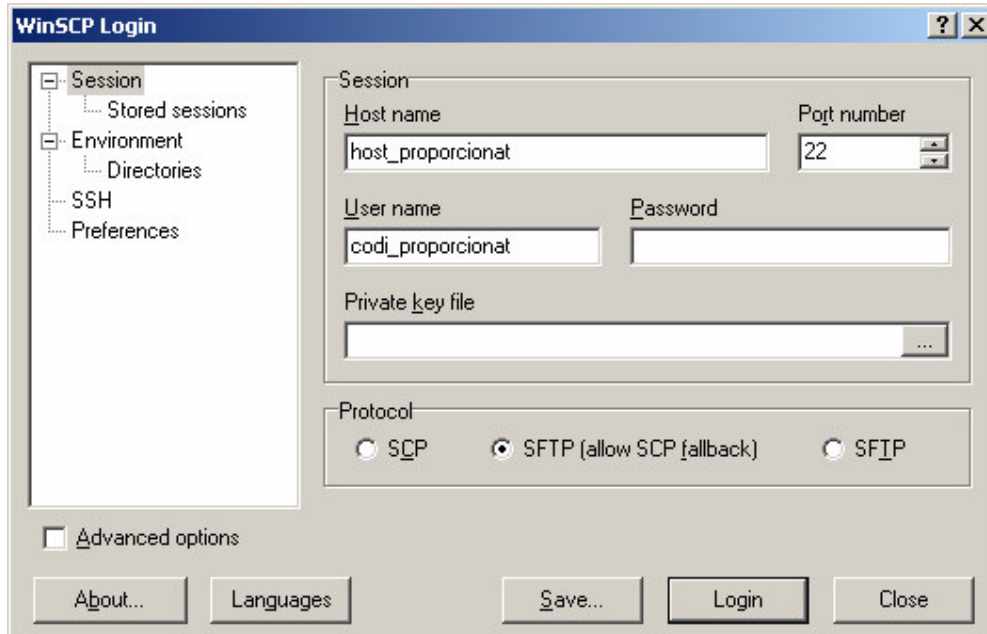 WinSCP Login
Session
Stored sessions
Environment
Directories
SSH
Preferences
Session
Host name Port number
host_proporcionat 22
User name Password
codi_proporcionat
Private key file
...
Protocol
SCP SFTP (allow SCP fallback) SFTP
Advanced options
About... Languages Save... Login Close